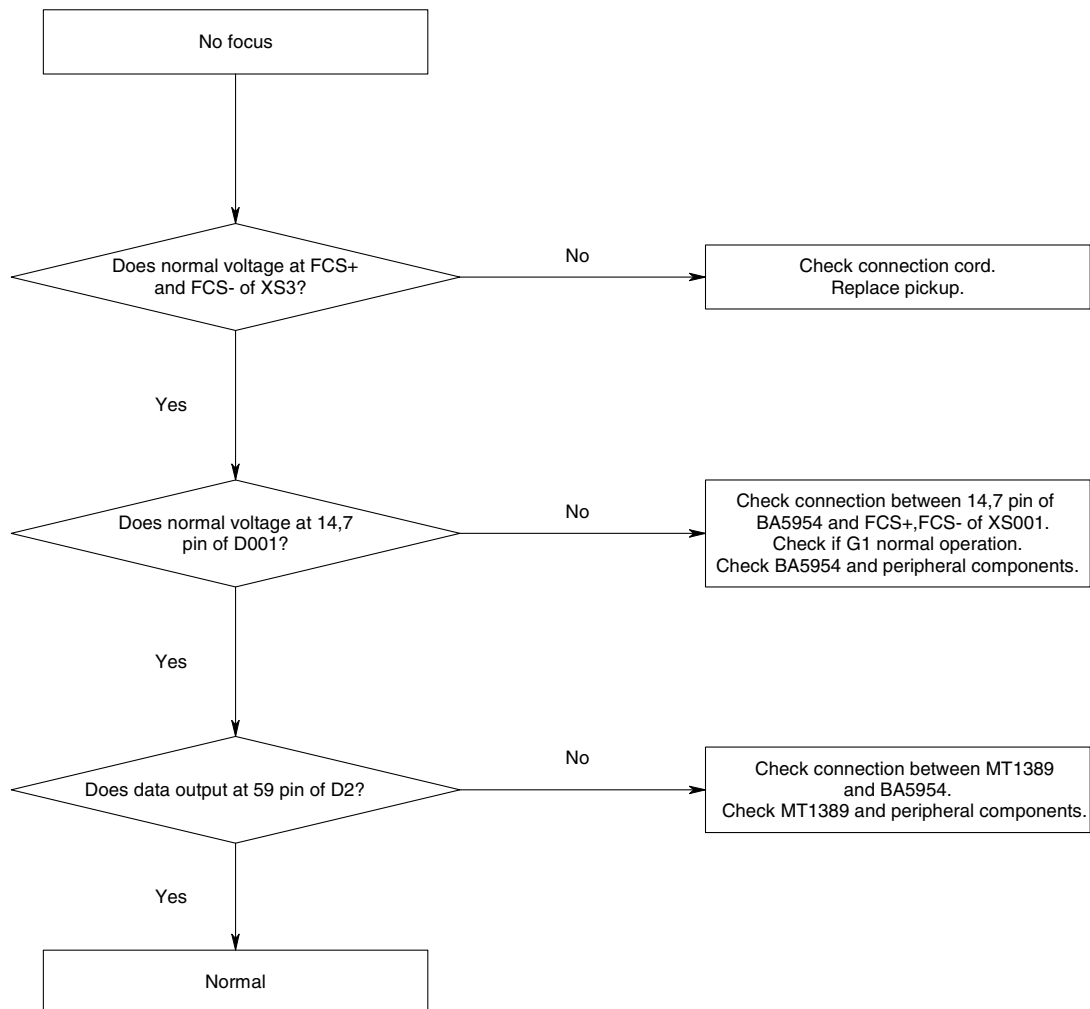 No focus
Does normal voltage at FCS+
and FCS- of XS3?
No
Check connection cord.
Replace pickup.
Yes
Does normal voltage at 14,7
pin of D001?
No
Check connection between 14,7 pin of
BA5954 and FCS+,FCS- of XS001.
Check if G1 normal operation.
Check BA5954 and peripheral components.
Yes
Does data output at 59 pin of D2?
No
Check connection between MT1389
and BA5954.
Check MT1389 and peripheral components.
Yes
Normal